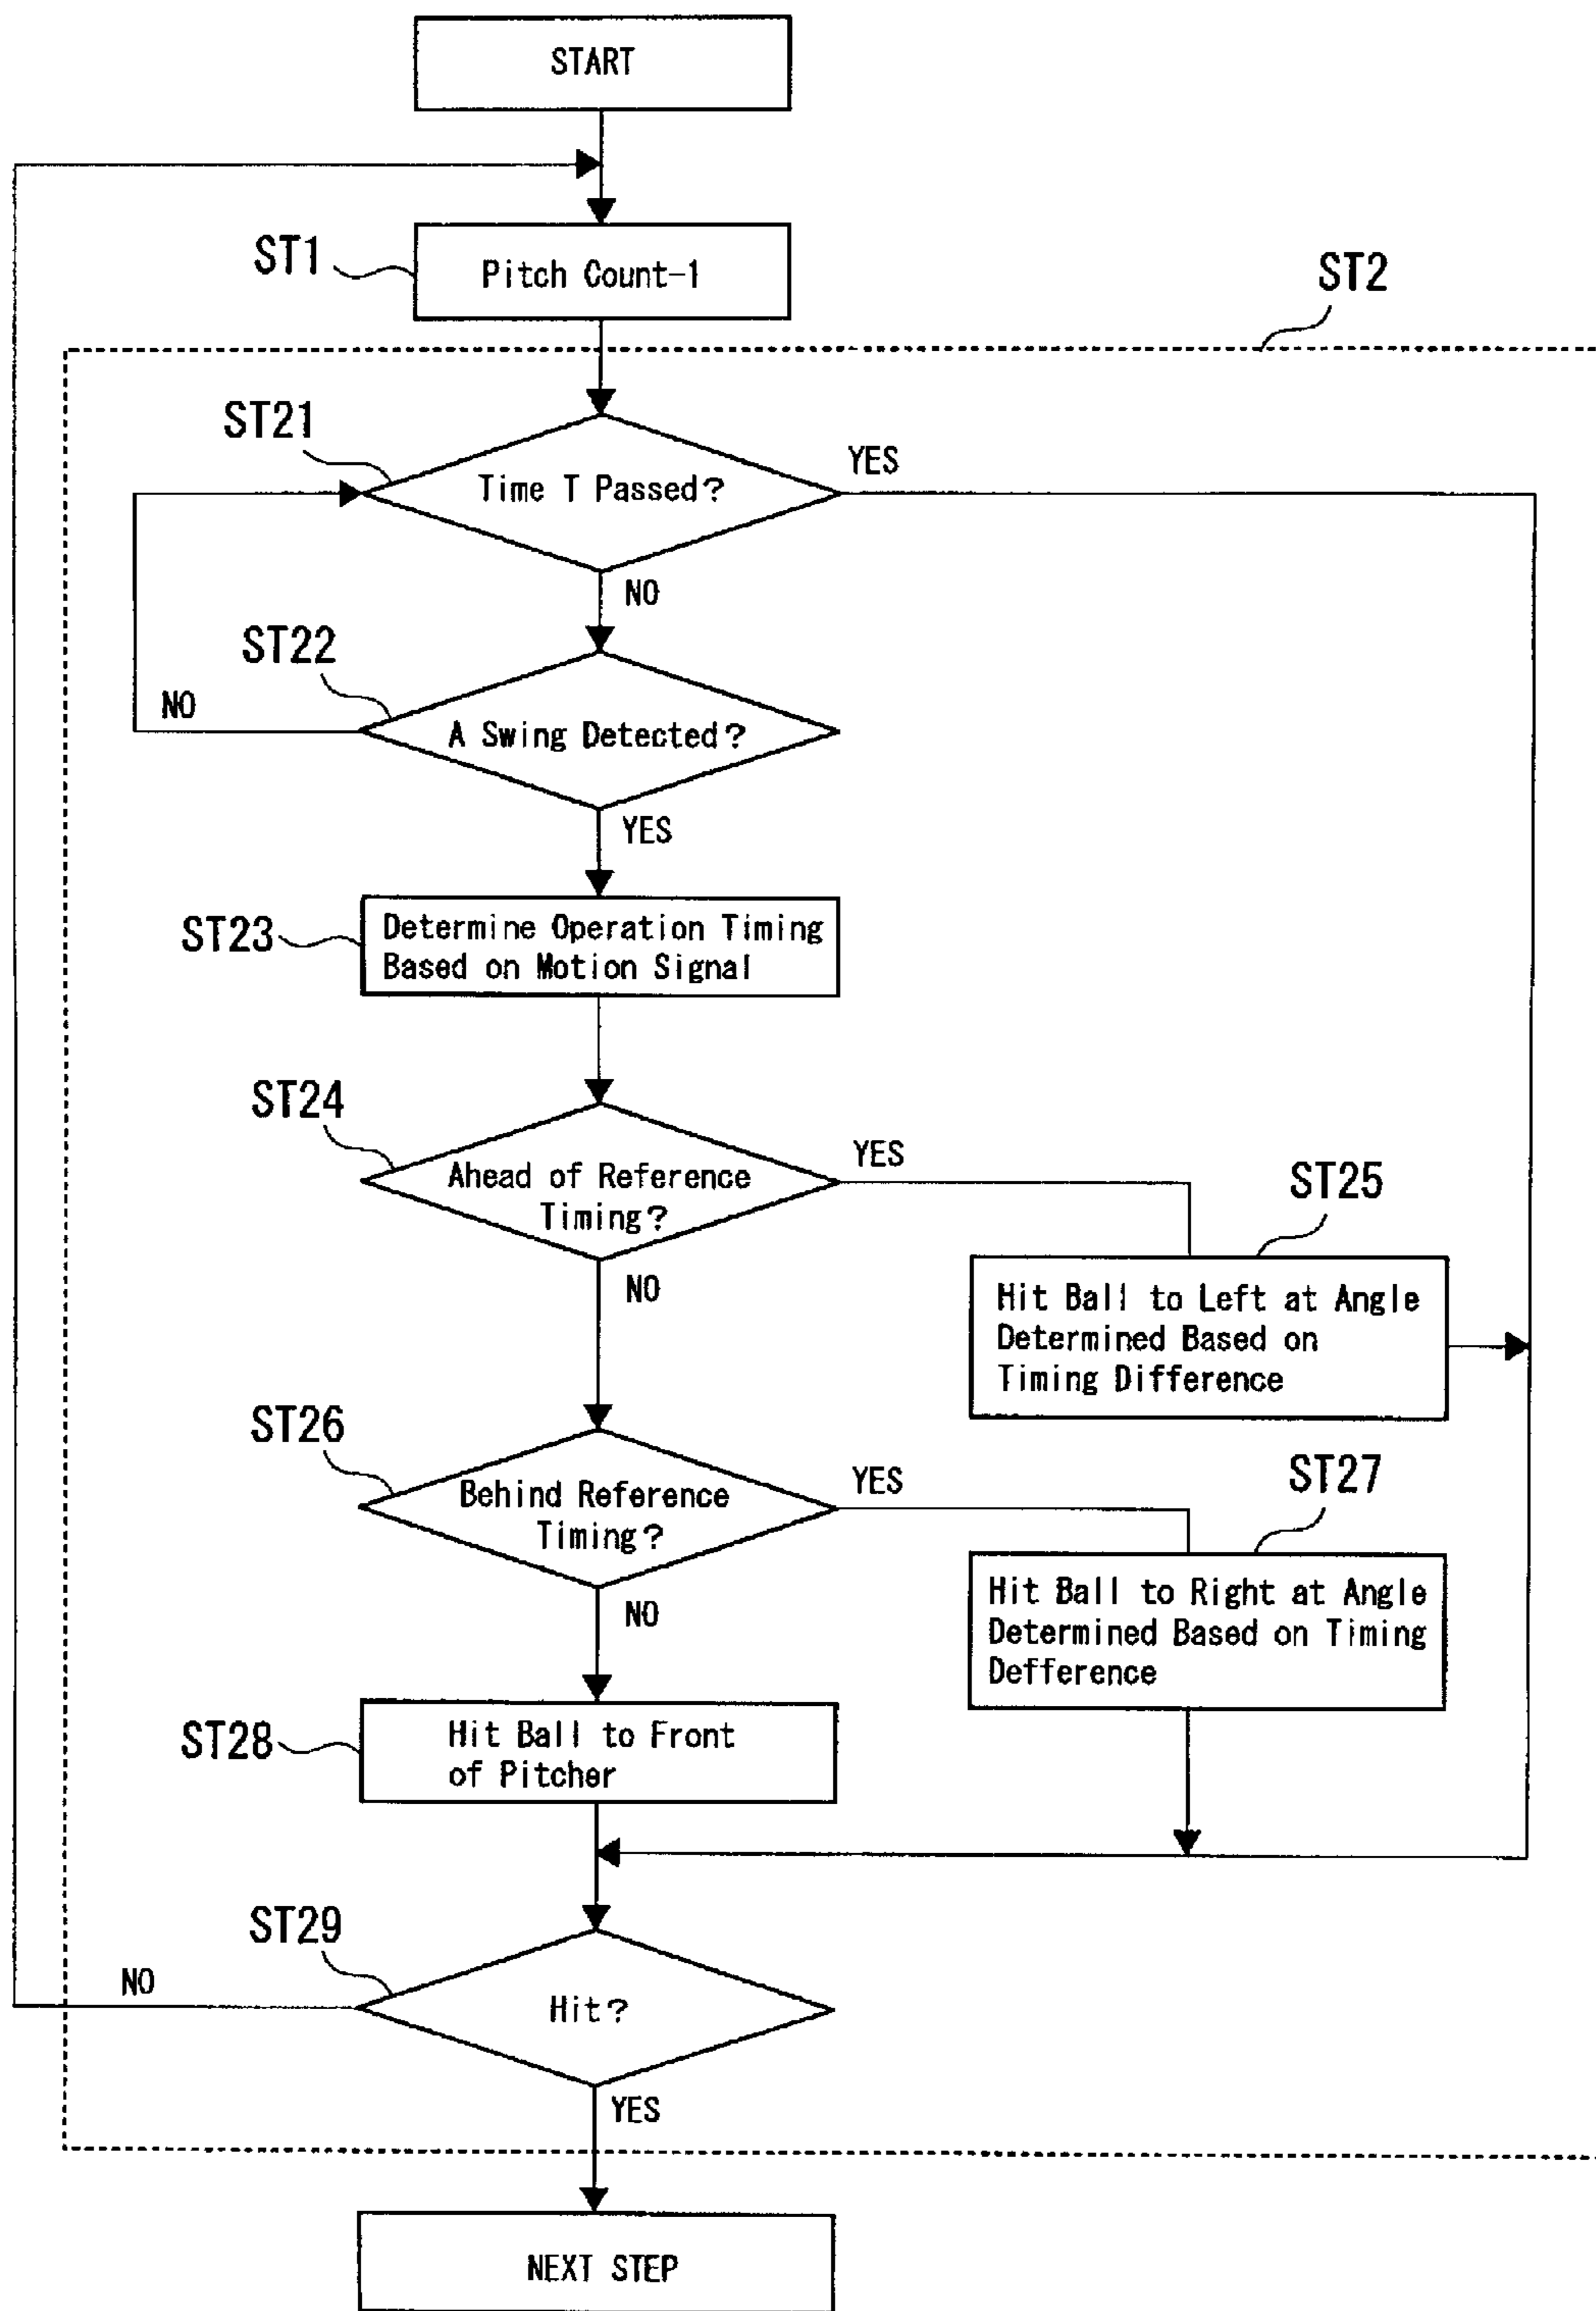 START
ST1
Pitch Count-1
ST2
ST21
Time T Passed?
YES
NO
ST22
A Swing Detected?
NO
YES
ST23
Determine Operation Timing
Based on Motion Signal
ST24
Ahead of Reference
Timing?
YES
NO
ST25
Hit Ball to Left at Angle
Determined Based on
Timing Difference
ST26
Behind Reference
Timing?
YES
NO
ST27
Hit Ball to Right at Angle
Determined Based on Timing
Defference
ST28
Hit Ball to Front
of Pitcher
ST29
Hit?
NO
YES
NEXT STEP